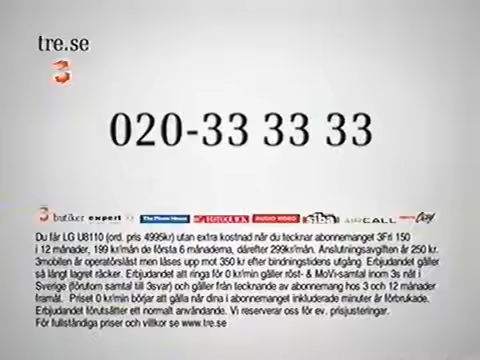 tre.se
3
020-33 33 33
3 butiker expert The Phone House FOTOQUICK AUDIO VIDEO siba AIRCALL
Du får LG U8110 (ord. pris 4995kr) utan extra kostnad när du tecknar abonnemanget 3Fri 150
i 12 månader, 199 kr/mån de första 6 månaderna, därefter 299kr/mån. Anslutningsavgiften är 250 kr.
3mobilen är operatörslåst men låses upp mot 350 kr efter bindningstidens utgång. Erbjudandet gäller
så långt lagret räcker. Erbjudandet att ringa för 0 kr/min gäller röst- & MoVi-samtal inom 3s nät i
Sverige (förutom samtal till 3svar) och gäller från tecknande av abonnemang hos 3 och 12 månader
framåt. Priset 0 kr/min börjar att gälla när dina i abonnemanget inkluderade minuter är förbrukade.
Erbjudandet förutsätter ett normalt användande. Vi reserverar oss för ev. prisjusteringar.
För fullständiga priser och villkor se www.tre.se